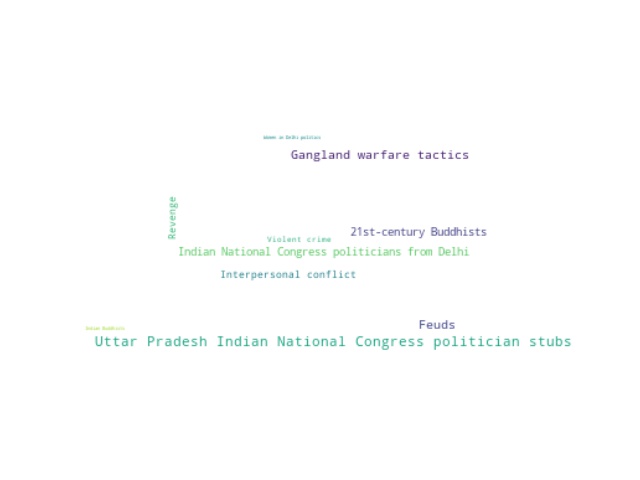 Women in Delhi politics
Gangland warfare tactics
Revenge
21st-century Buddhists
Violent crime
Indian National Congress politicians from Delhi
Interpersonal conflict
Feuds
Indian Buddhists
Uttar Pradesh Indian National Congress politician stubs